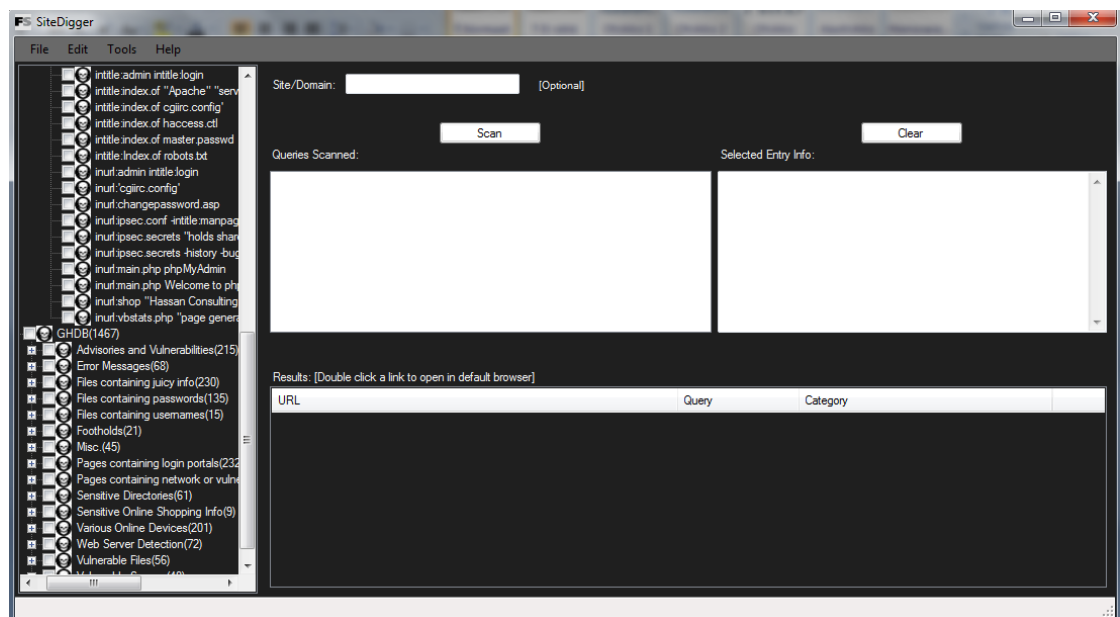 FS SiteDigger
File Edit Tools Help
intitle:admin intitle:login
intitle:index.of "Apache" "serv
intitle:index.of cgiirc.config'
intitle:index.of haccess.ctl
intitle:index.of master.passwd
intitle:Index.of robots.txt
inurl:admin intitle:login
inurl:'cgiirc.config'
inurl:changepassword.asp
inurl:ipsec.conf -intitle:manpag
inurl:ipsec.secrets "holds shar
inurl:ipsec.secrets -history -bug
inurl:main.php phpMyAdmin
inurl:main.php Welcome to php
inurl:shop "Hassan Consulting
inurl:vbstats.php "page genera
GHDB(1467)
Advisories and Vulnerabilities(215)
Error Messages(68)
Files containing juicy info(230)
Files containing passwords(135)
Files containing usernames(15)
Footholds(21)
Misc.(45)
Pages containing login portals(232
Pages containing network or vulne
Sensitive Directories(61)
Sensitive Online Shopping Info(9)
Various Online Devices(201)
Web Server Detection(72)
Vulnerable Files(56)
Site/Domain: [Optional]
Scan Clear
Queries Scanned: Selected Entry Info:
Results: [Double click a link to open in default browser]
URL Query Category